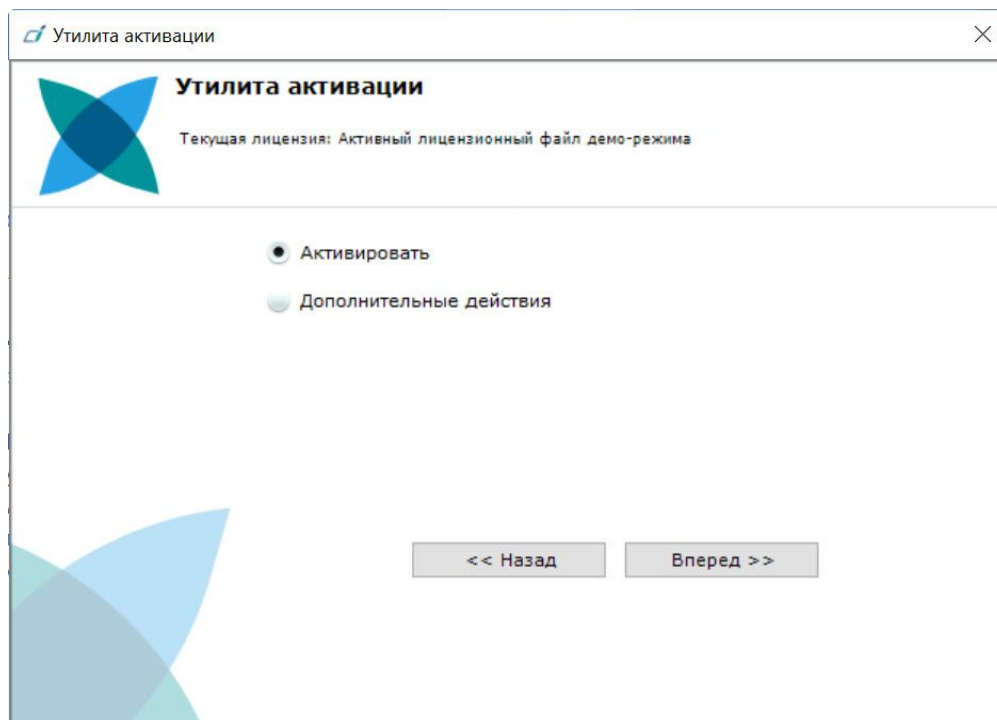 Утилита активации
Утилита активации
Текущая лицензия: Активный лицензионный файл демо-режима
Активировать
Дополнительные действия
<< Назад
Вперед >>